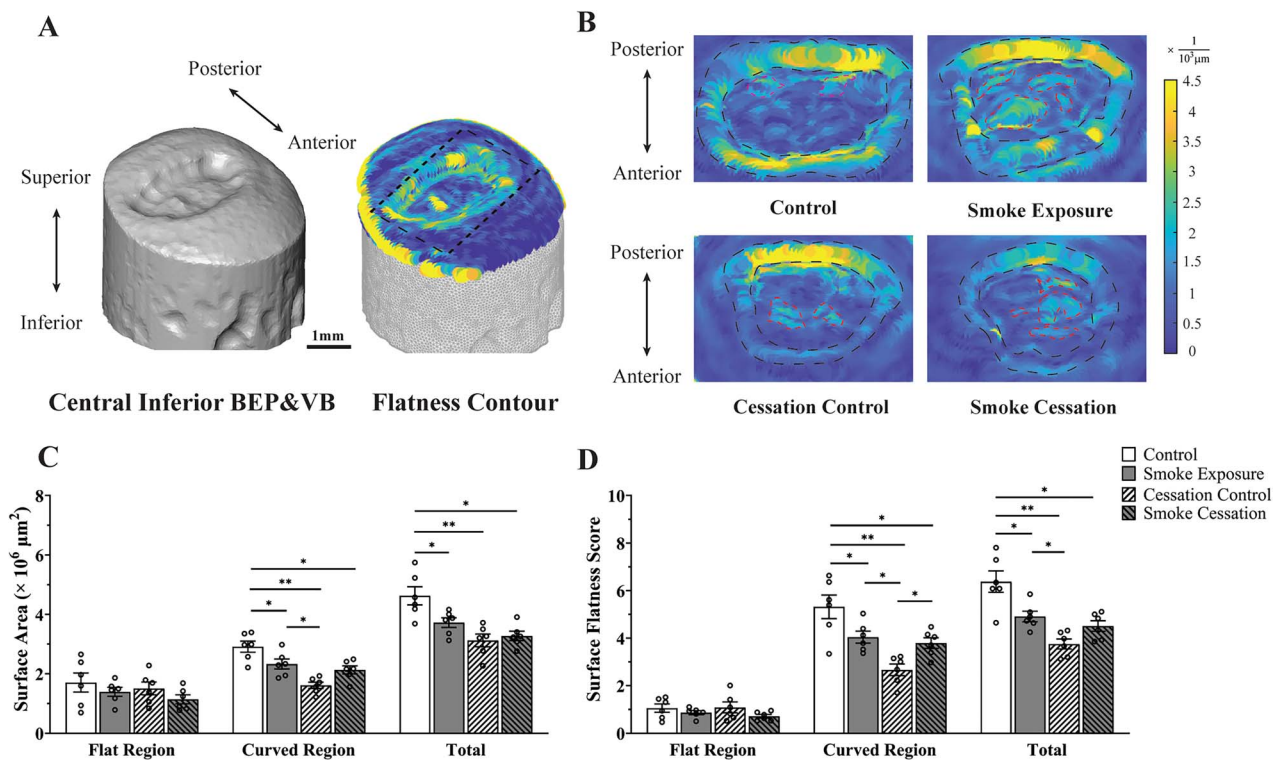 A
Posterior
Anterior
Superior
Inferior
1mm
Central Inferior BEP&VB
Flatness Contour
B
Posterior
Anterior
Control
Smoke Exposure
Posterior
Anterior
Cessation Control
Smoke Cessation
× 1/10³μm
4.5
4
3.5
3
2.5
2
1.5
1
0.5
0
C
Surface Area (× 10⁶ μm²)
8
6
4
2
0
* ** * *
* ** *
Flat Region
Curved Region
Total
D
Surface Flatness Score
10
8
6
4
2
0
* ** * * *
* ** * *
Flat Region
Curved Region
Total
Control
Smoke Exposure
Cessation Control
Smoke Cessation